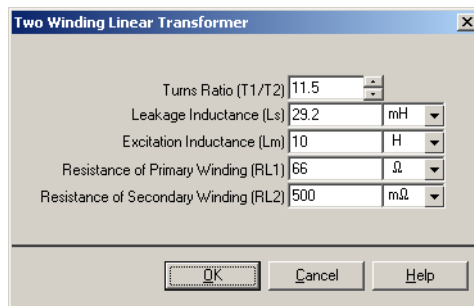 Two Winding Linear Transformer
Turns Ratio (T1/T2) 11.5
Leakage Inductance (Ls) 29.2 mH
Excitation Inductance (Lm) 10 H
Resistance of Primary Winding (RL1) 66 Ω
Resistance of Secondary Winding (RL2) 500 mΩ
OK Cancel Help